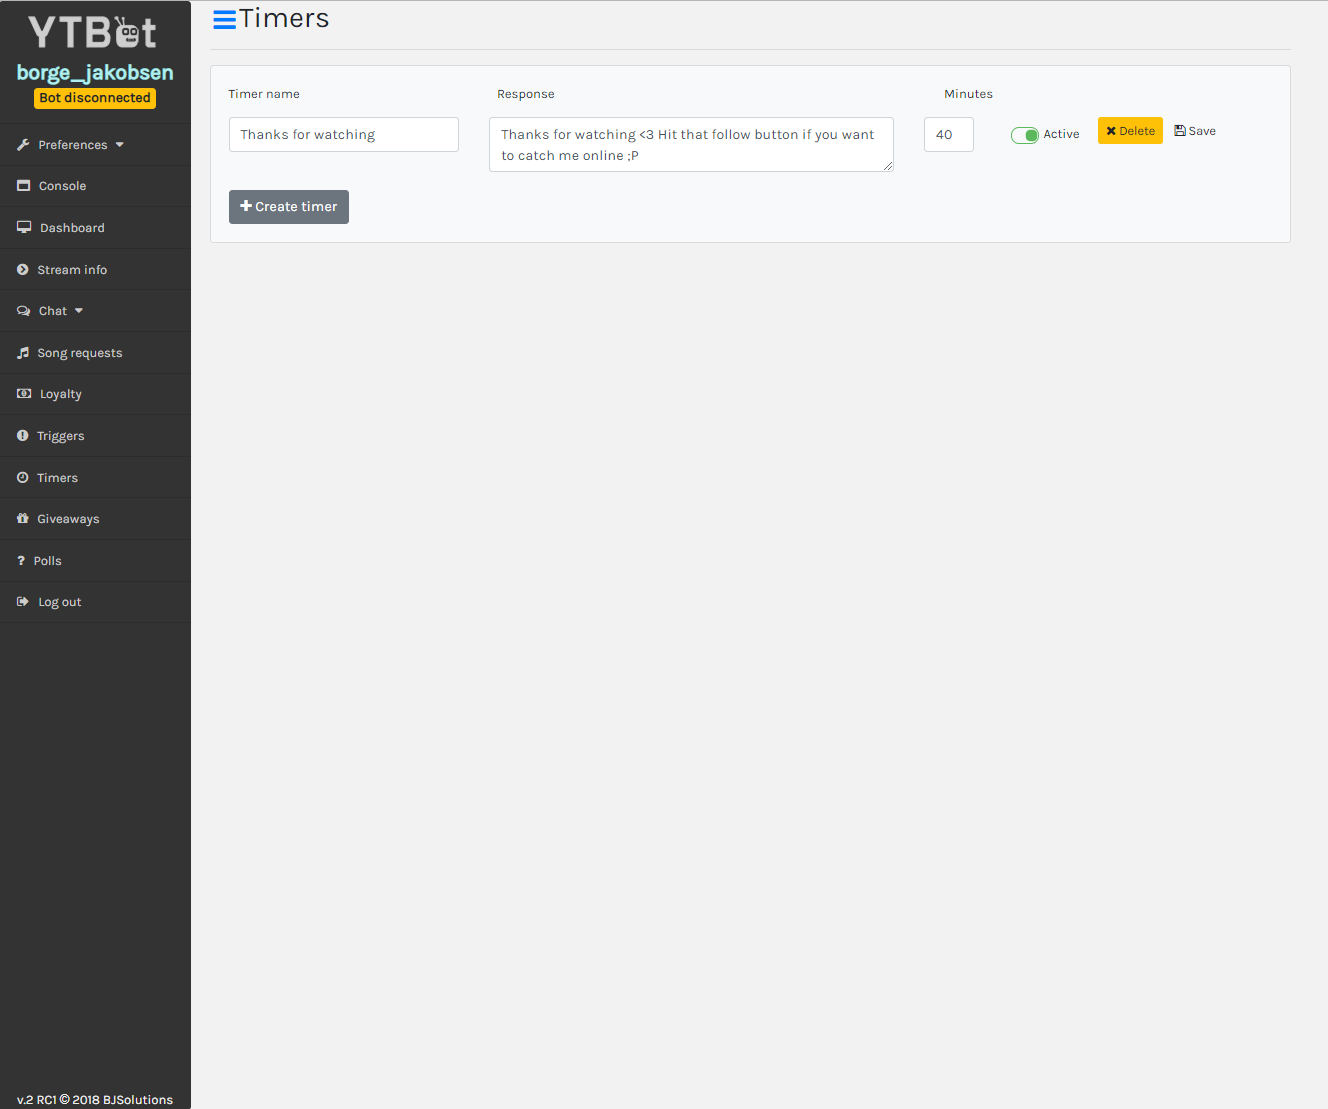 YTBot
borge_jakobsen
Bot disconnected
Preferences
Console
Dashboard
Stream info
Chat
Song requests
Loyalty
Triggers
Timers
Giveaways
? Polls
Log out
v.2 RC1 © 2018 BJSolutions
Timers
Timer name Response Minutes
Thanks for watching
Thanks for watching <3 Hit that follow button if you want
to catch me online ;P
40
Active
Delete
Save
Create timer